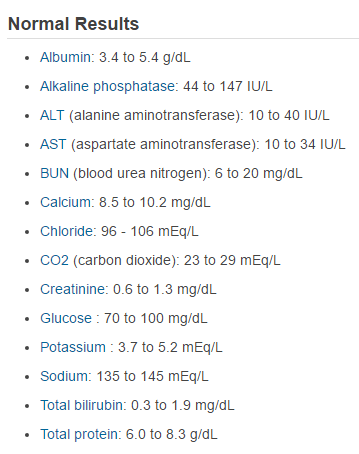 Normal Results
Albumin: 3.4 to 5.4 g/dL
Alkaline phosphatase: 44 to 147 IU/L
ALT (alanine aminotransferase): 10 to 40 IU/L
AST (aspartate aminotransferase): 10 to 34 IU/L
BUN (blood urea nitrogen): 6 to 20 mg/dL
Calcium: 8.5 to 10.2 mg/dL
Chloride: 96 - 106 mEq/L
CO2 (carbon dioxide): 23 to 29 mEq/L
Creatinine: 0.6 to 1.3 mg/dL
Glucose : 70 to 100 mg/dL
Potassium : 3.7 to 5.2 mEq/L
Sodium: 135 to 145 mEq/L
Total bilirubin: 0.3 to 1.9 mg/dL
Total protein: 6.0 to 8.3 g/dL